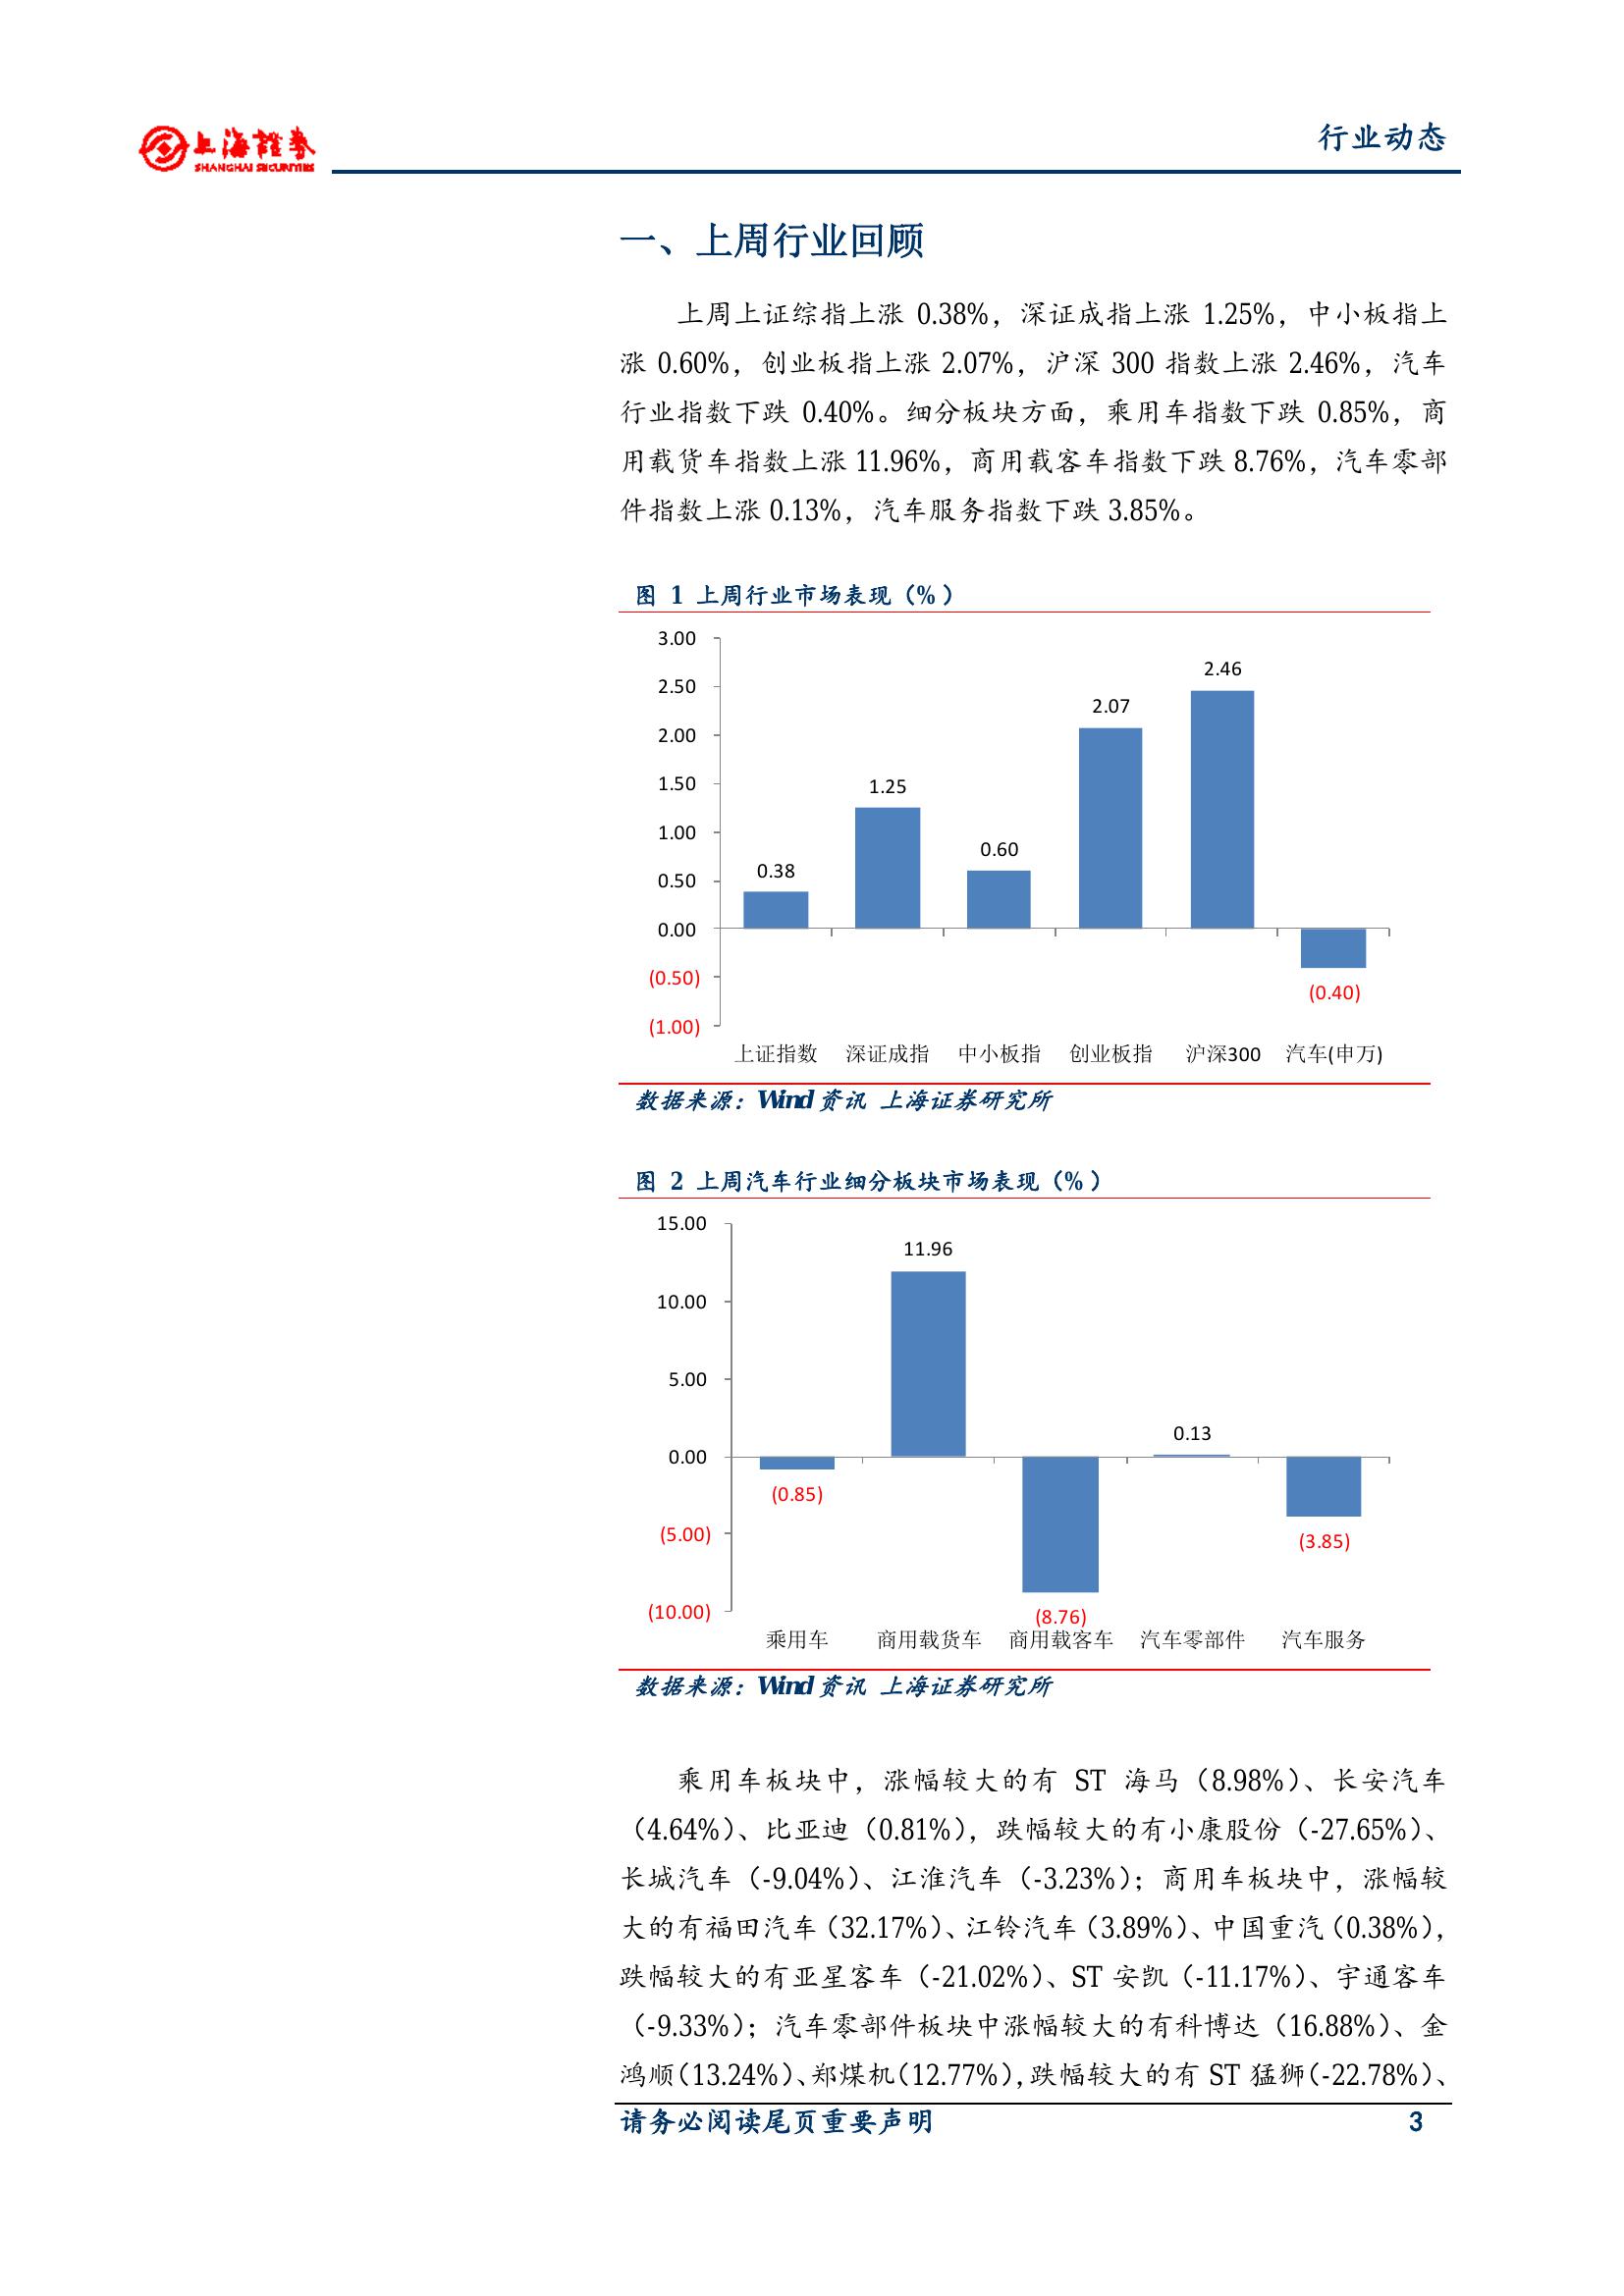 上海證券
SHANGHAI SECURITIES
行业动态
一、上周行业回顾
上周上证综指上涨 0.38%，深证成指上涨 1.25%，中小板指上
涨 0.60%，创业板指上涨 2.07%，沪深 300 指数上涨 2.46%，汽车
行业指数下跌 0.40%。细分板块方面，乘用车指数下跌 0.85%，商
用载货车指数上涨 11.96%，商用载客车指数下跌 8.76%，汽车零部
件指数上涨 0.13%，汽车服务指数下跌 3.85%。
图 1 上周行业市场表现（%）
3.00
2.50
2.00
1.50
1.00
0.50
0.00
(0.50)
(1.00)
0.38
1.25
0.60
2.07
2.46
(0.40)
上证指数 深证成指 中小板指 创业板指 沪深300 汽车(申万)
数据来源：Wind 资讯 上海证券研究所
图 2 上周汽车行业细分板块市场表现（%）
15.00
10.00
5.00
0.00
(5.00)
(10.00)
(0.85)
11.96
(8.76)
0.13
(3.85)
乘用车 商用载货车 商用载客车 汽车零部件 汽车服务
数据来源：Wind 资讯 上海证券研究所
乘用车板块中，涨幅较大的有 ST 海马（8.98%）、长安汽车
（4.64%）、比亚迪（0.81%），跌幅较大的有小康股份（-27.65%）、
长城汽车（-9.04%）、江淮汽车（-3.23%）；商用车板块中，涨幅较
大的有福田汽车（32.17%）、江铃汽车（3.89%）、中国重汽（0.38%），
跌幅较大的有亚星客车（-21.02%）、ST 安凯（-11.17%）、宇通客车
（-9.33%）；汽车零部件板块中涨幅较大的有科博达（16.88%）、金
鸿顺（13.24%）、郑煤机（12.77%），跌幅较大的有 ST 猛狮（-22.78%）、
请务必阅读尾页重要声明 3